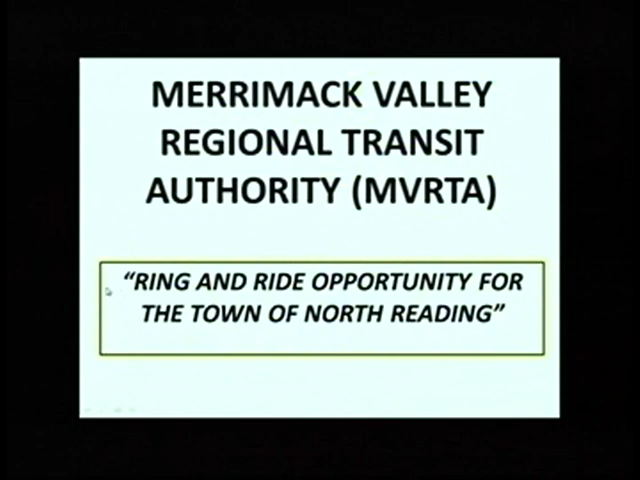 MERRIMACK VALLEY
REGIONAL TRANSIT
AUTHORITY (MVRTA)
“RING AND RIDE OPPORTUNITY FOR
THE TOWN OF NORTH READING”